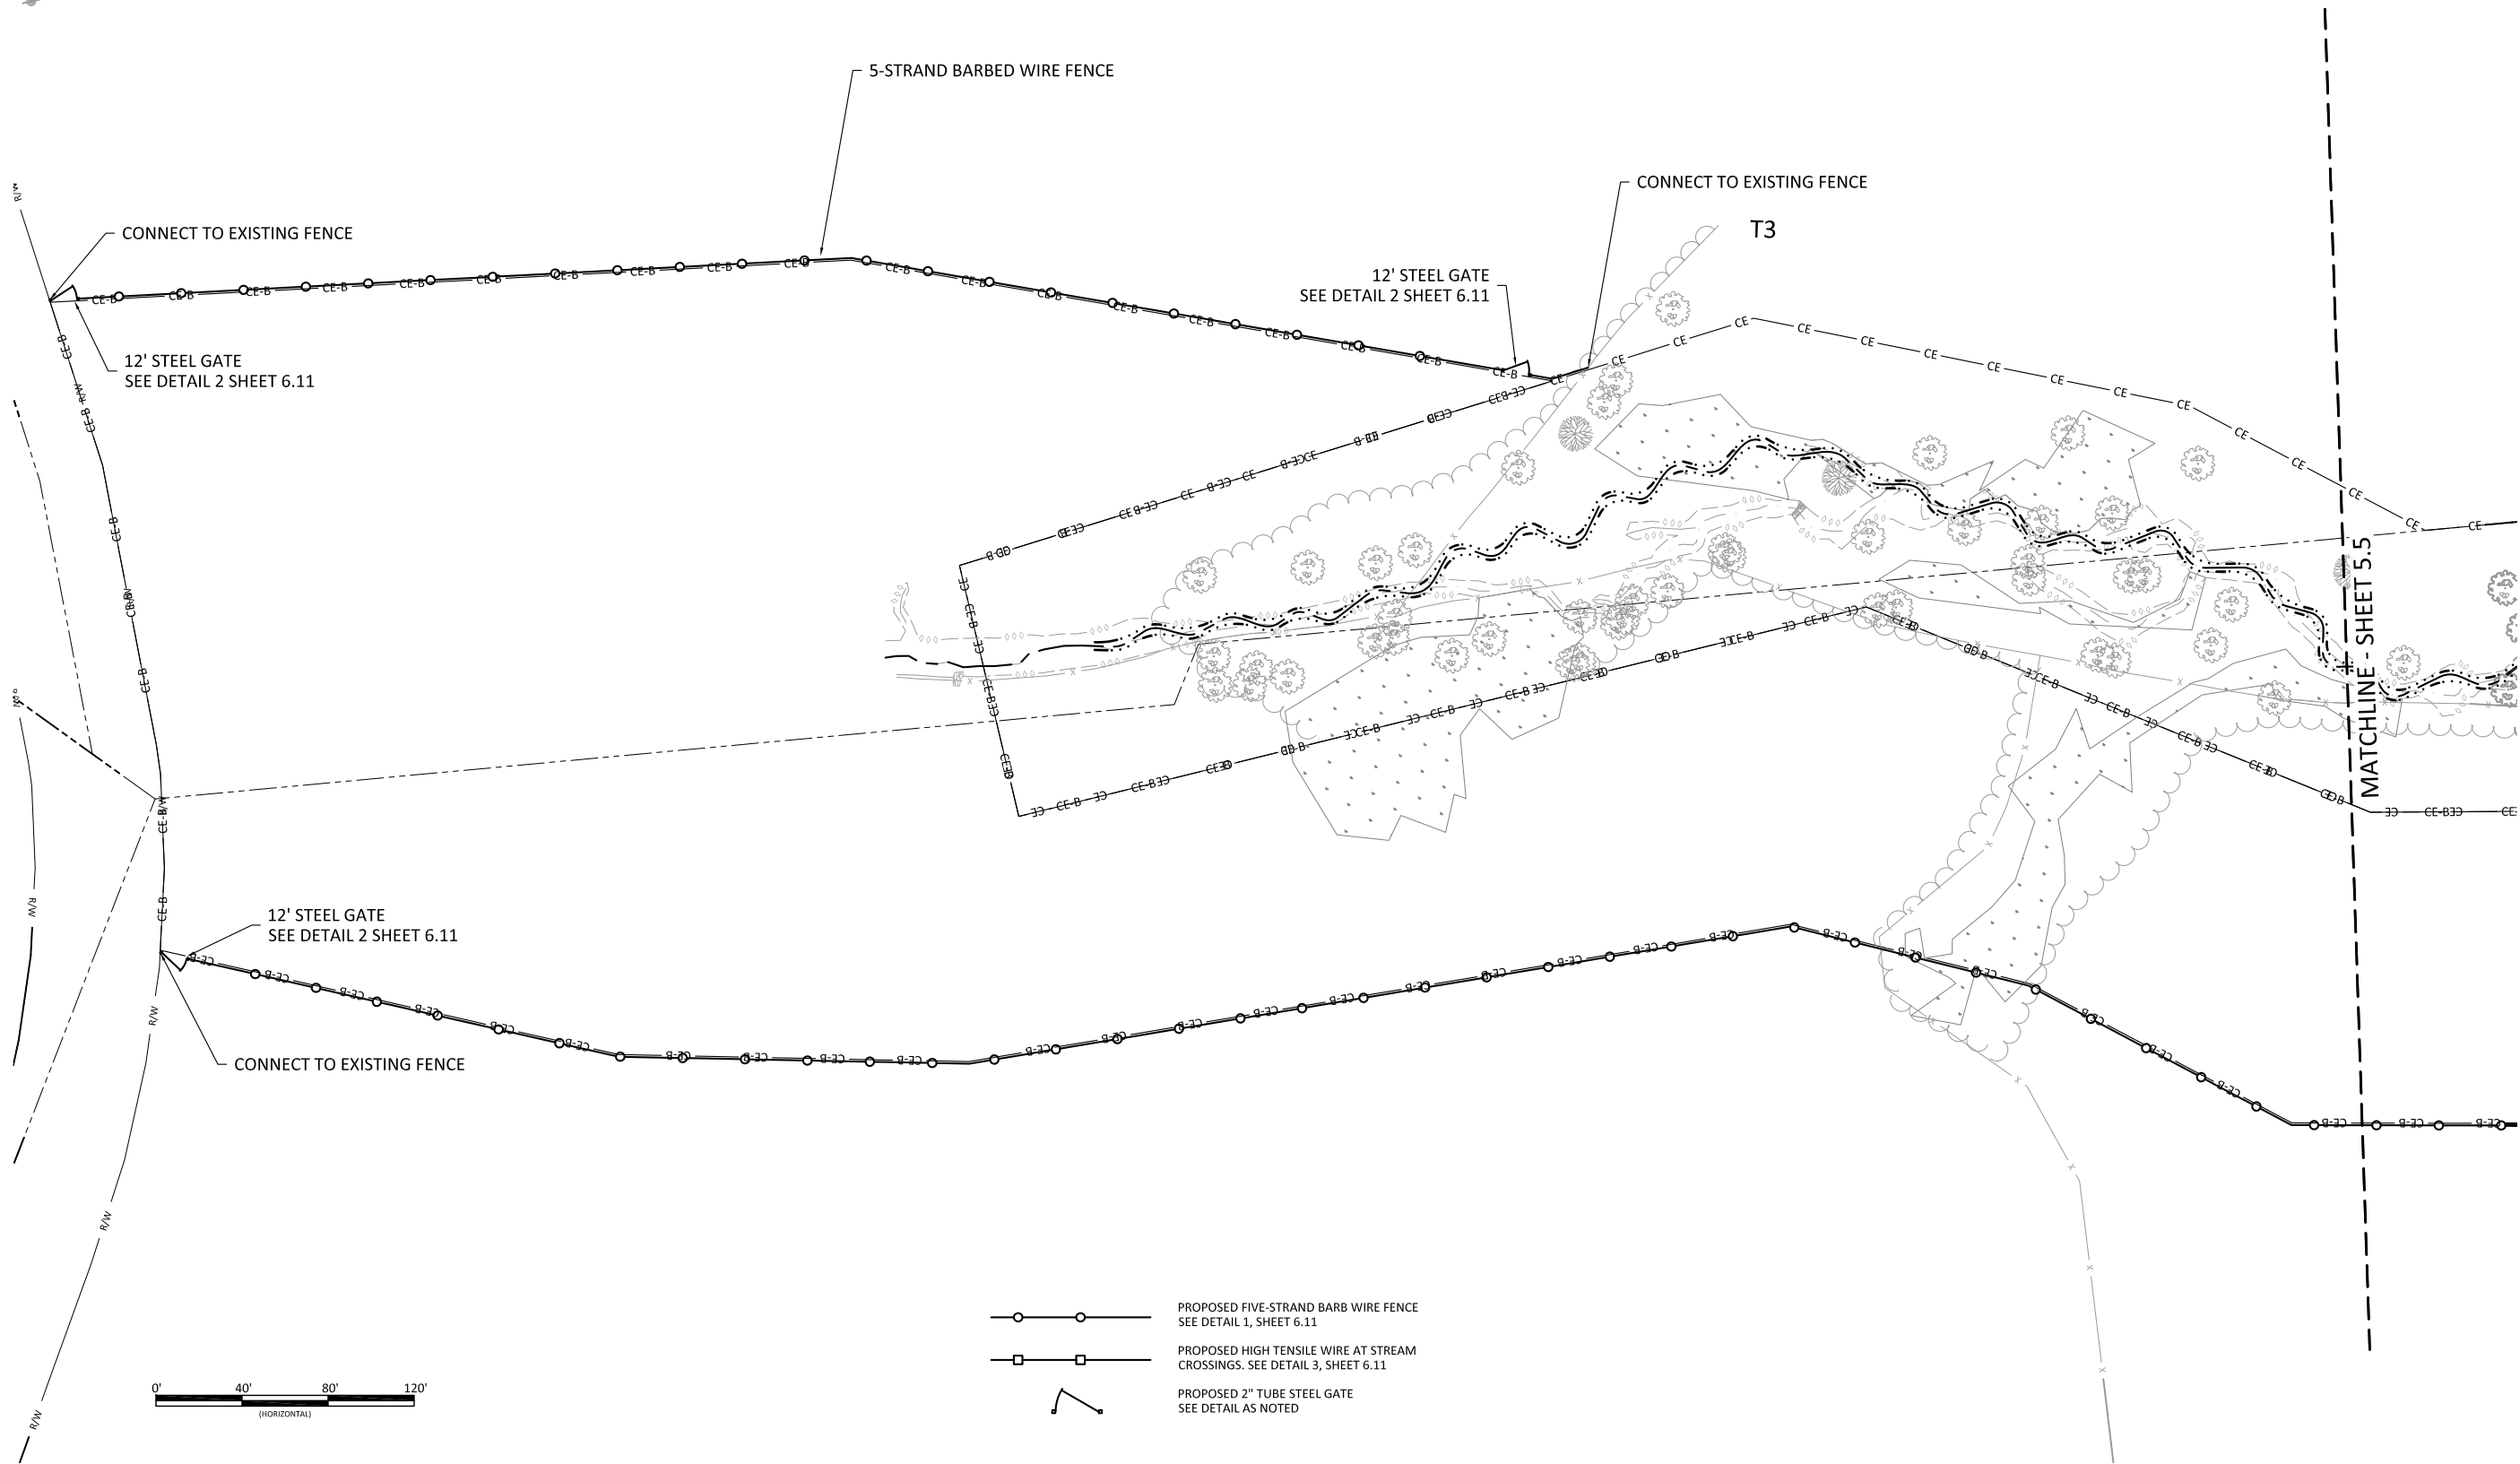 5-STRAND BARBED WIRE FENCE
CONNECT TO EXISTING FENCE
T3
R/W
CONNECT TO EXISTING FENCE
12' STEEL GATE
SEE DETAIL 2 SHEET 6.11
12' STEEL GATE
SEE DETAIL 2 SHEET 6.11
CE-B
CE
MATCHLINE - SHEET 5.5
12' STEEL GATE
SEE DETAIL 2 SHEET 6.11
CONNECT TO EXISTING FENCE
R/W
R/W
R/W
R/W
PROPOSED FIVE-STRAND BARB WIRE FENCE
SEE DETAIL 1, SHEET 6.11
PROPOSED HIGH TENSILE WIRE AT STREAM
CROSSINGS. SEE DETAIL 3, SHEET 6.11
PROPOSED 2" TUBE STEEL GATE
SEE DETAIL AS NOTED
0' 40' 80' 120'
(HORIZONTAL)